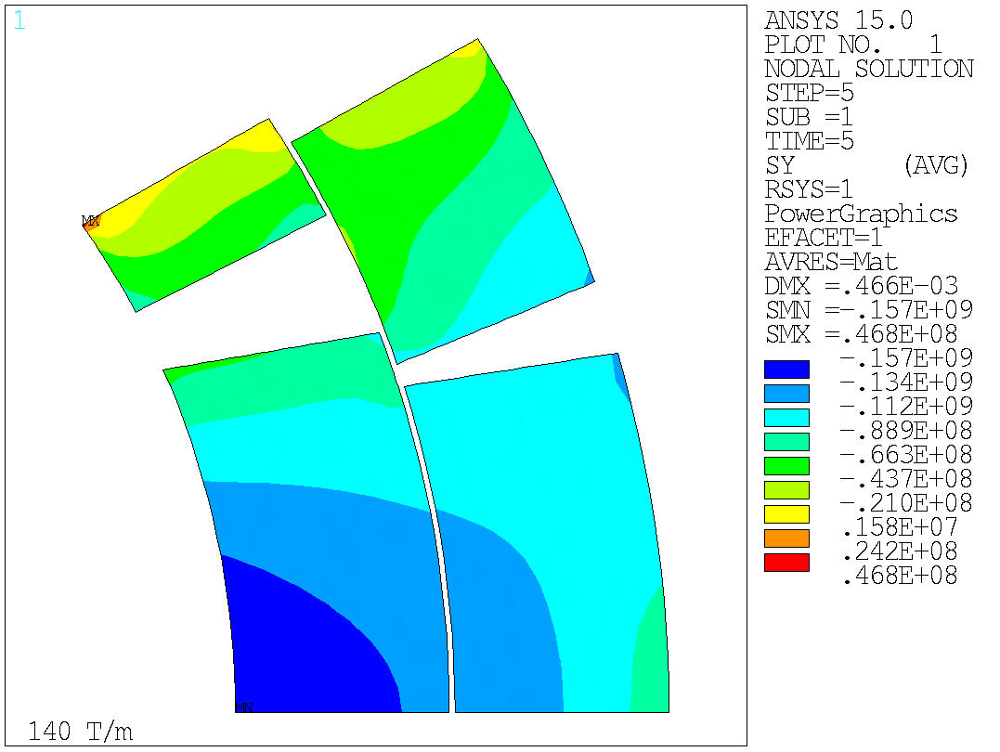 1
ANSYS 15.0
PLOT NO.   1
NODAL SOLUTION
STEP=5
SUB =1
TIME=5
SY       (AVG)
RSYS=1
PowerGraphics
EFACET=1
AVRES=Mat
DMX =.466E-03
SMN =-.157E+09
SMX =.468E+08
-.157E+09
-.134E+09
-.112E+09
-.889E+08
-.663E+08
-.437E+08
-.210E+08
.158E+07
.242E+08
.468E+08
MX
MN
140 T/m